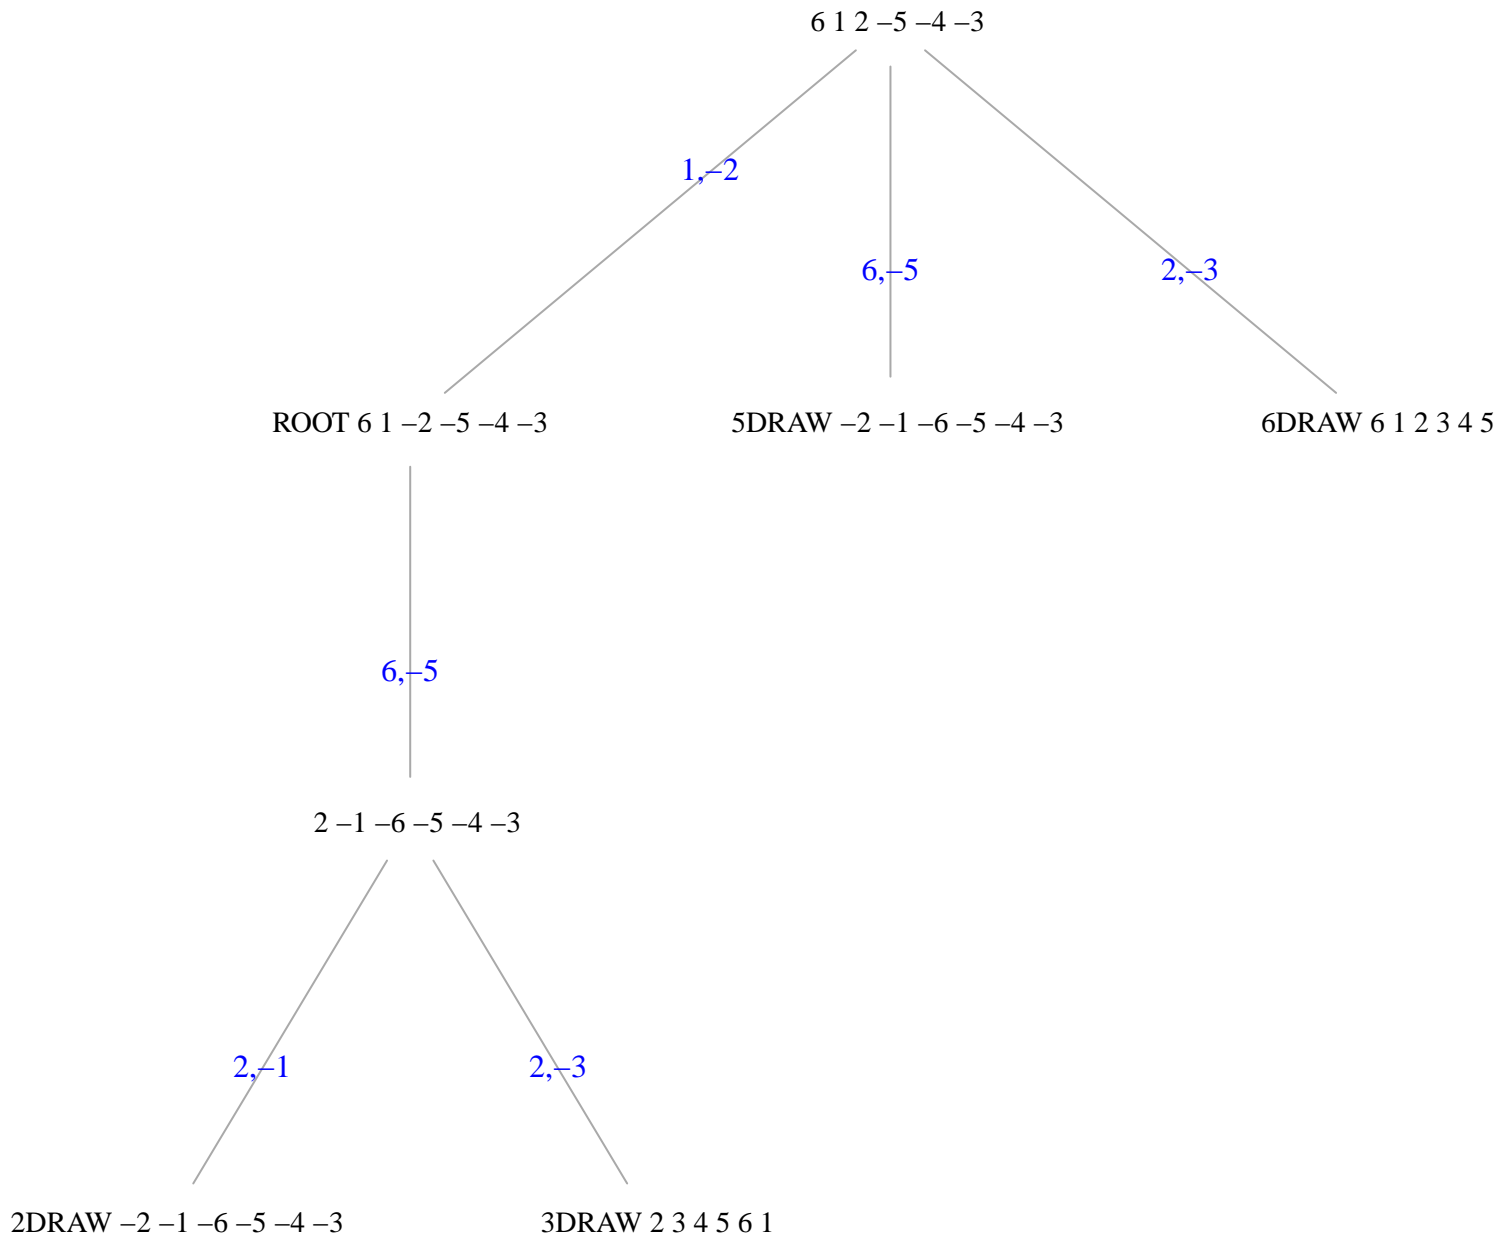 6 1 2 –5 –4 –3
1,–2
6,–5
2,–3
ROOT 6 1 –2 –5 –4 –3
5DRAW –2 –1 –6 –5 –4 –3
6DRAW 6 1 2 3 4 5
6,–5
2 –1 –6 –5 –4 –3
2,–1
2,–3
2DRAW –2 –1 –6 –5 –4 –3
3DRAW 2 3 4 5 6 1